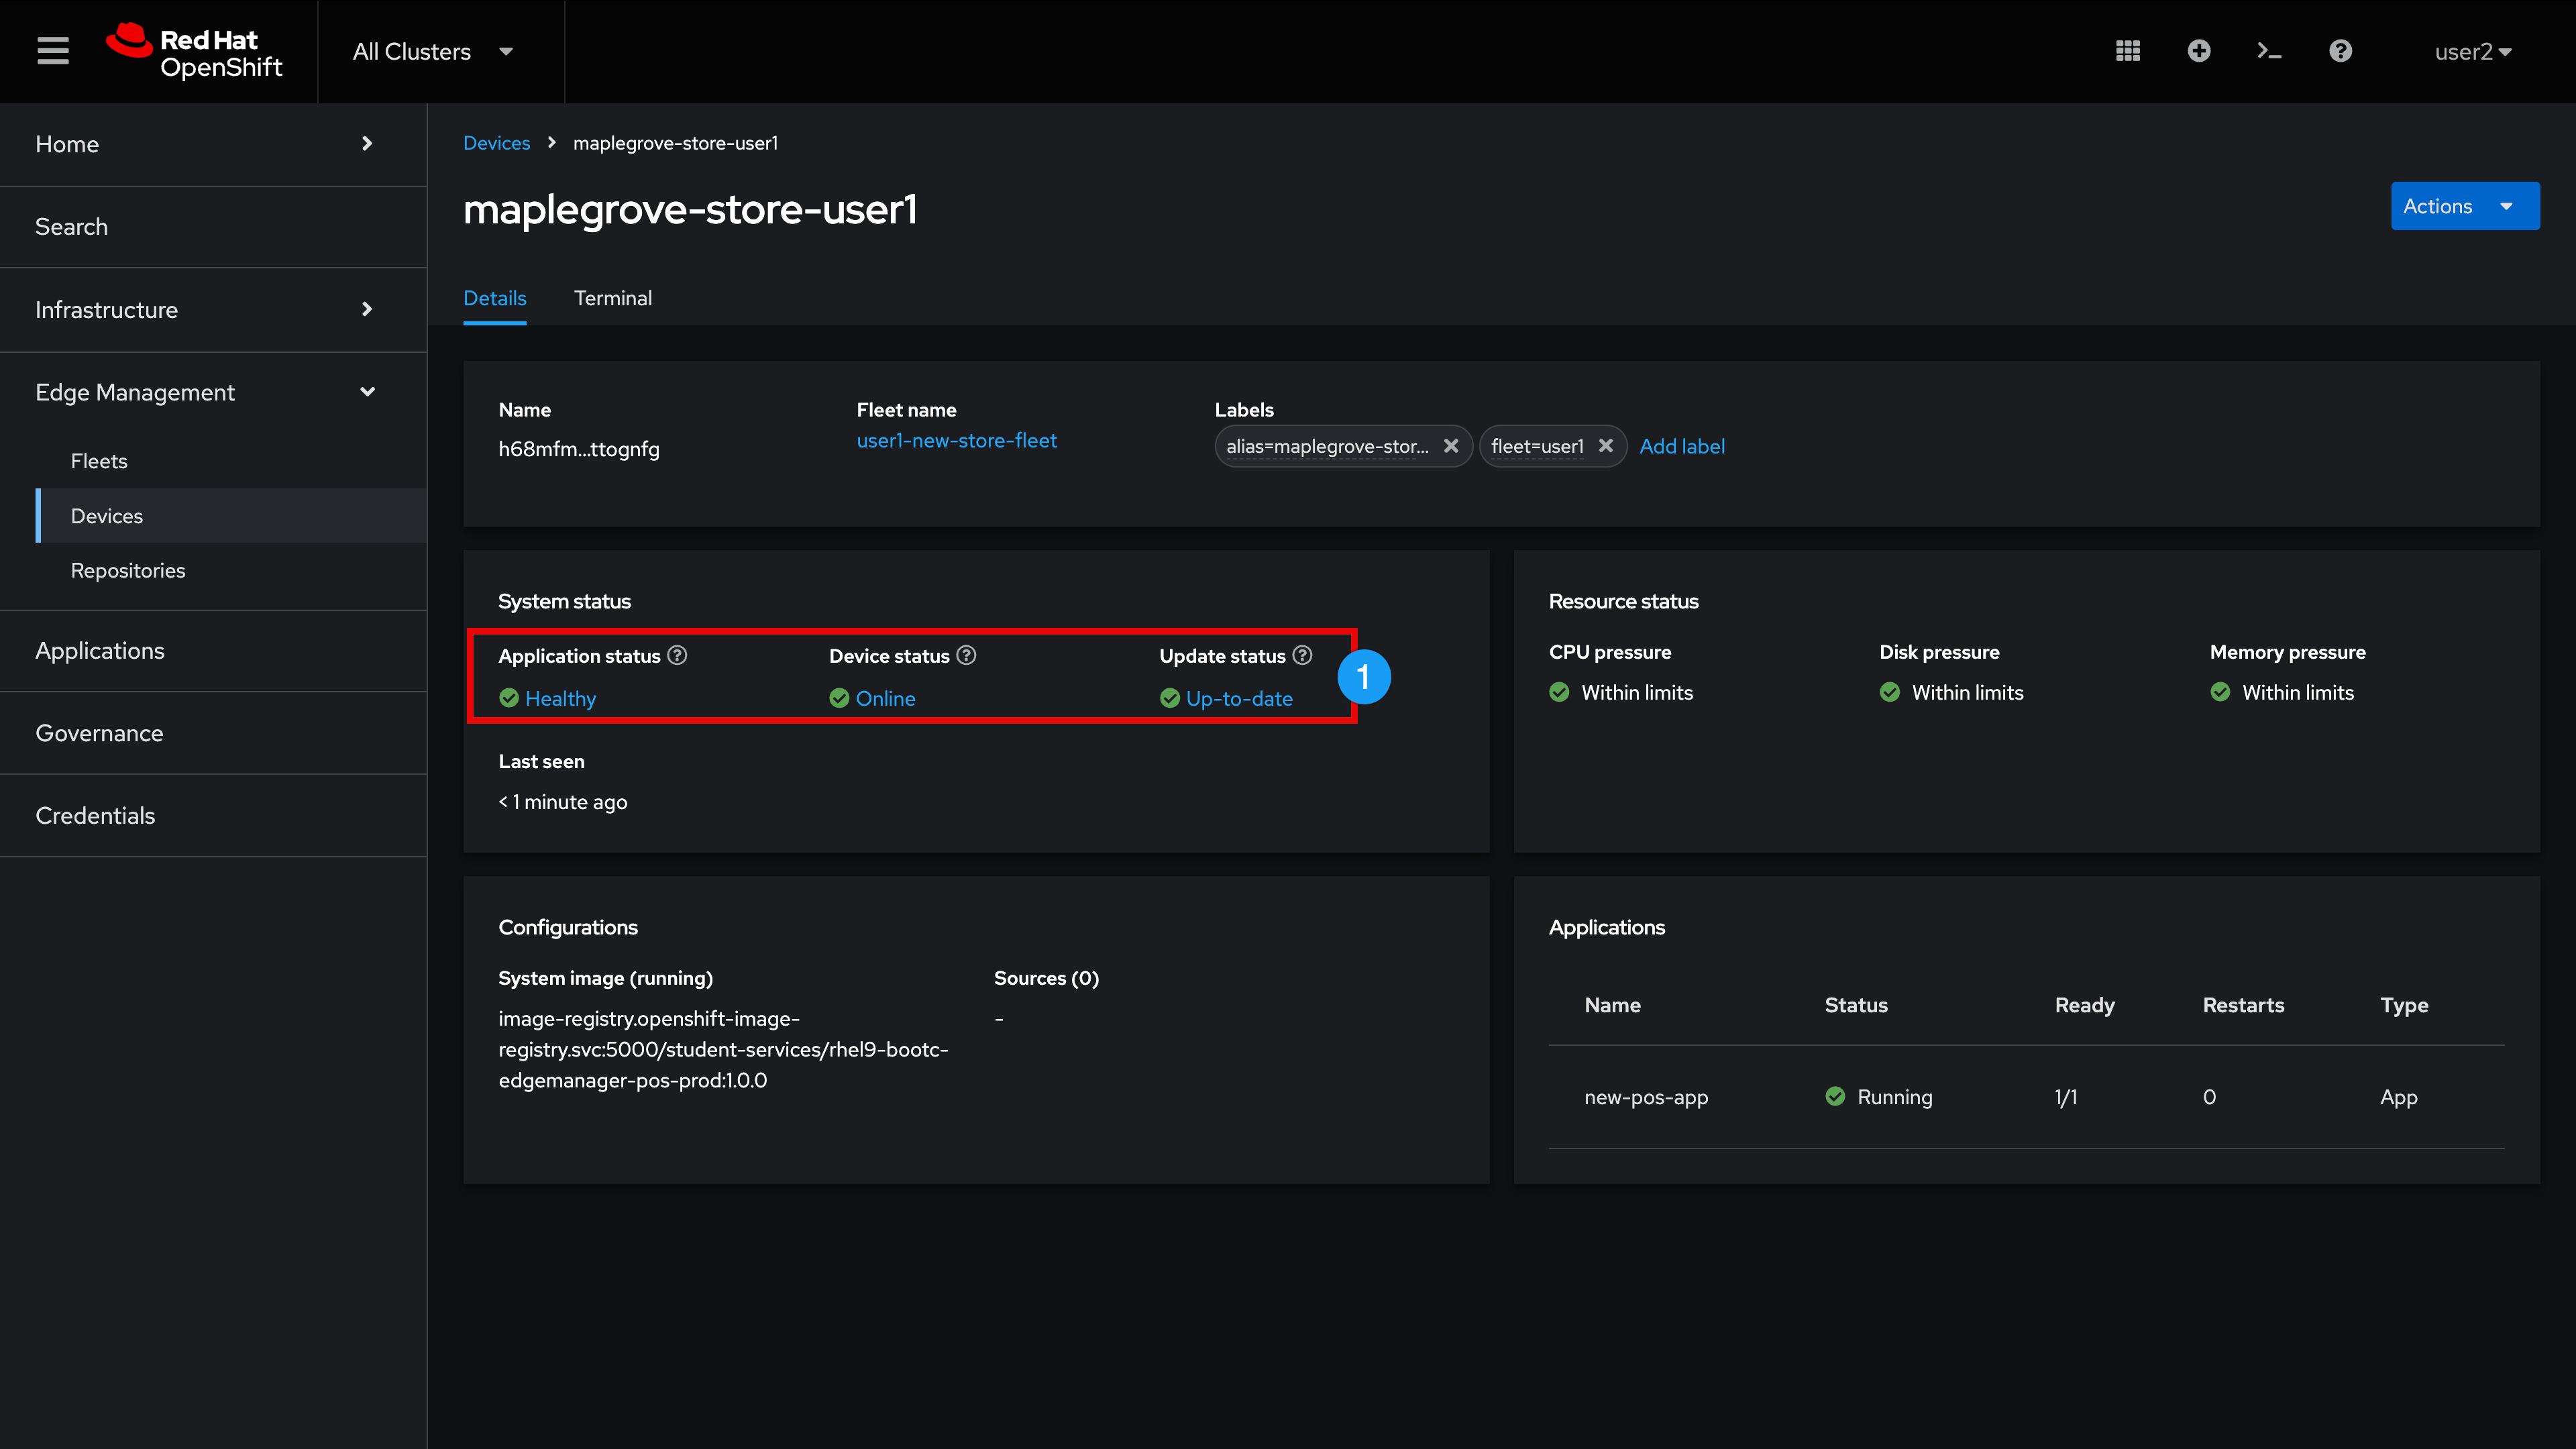 Red Hat
OpenShift
All Clusters
user2
Home
Search
Infrastructure
Edge Management
Fleets
Devices
Repositories
Applications
Governance
Credentials
Devices maplegrove-store-user1
maplegrove-store-user1
Actions
Details Terminal
Name Fleet name Labels
h68mfm...ttognfg user1-new-store-fleet alias=maplegrove-stor... fleet=user1 Add label
System status
Application status Device status Update status
Healthy Online Up-to-date
1
Last seen
< 1 minute ago
Resource status
CPU pressure Disk pressure Memory pressure
Within limits Within limits Within limits
Configurations
System image (running) Sources (0)
image-registry.openshift-image- -
registry.svc:5000/student-services/rhel9-bootc-
edgemanager-pos-prod:1.0.0
Applications
Name Status Ready Restarts Type
new-pos-app Running 1/1 0 App